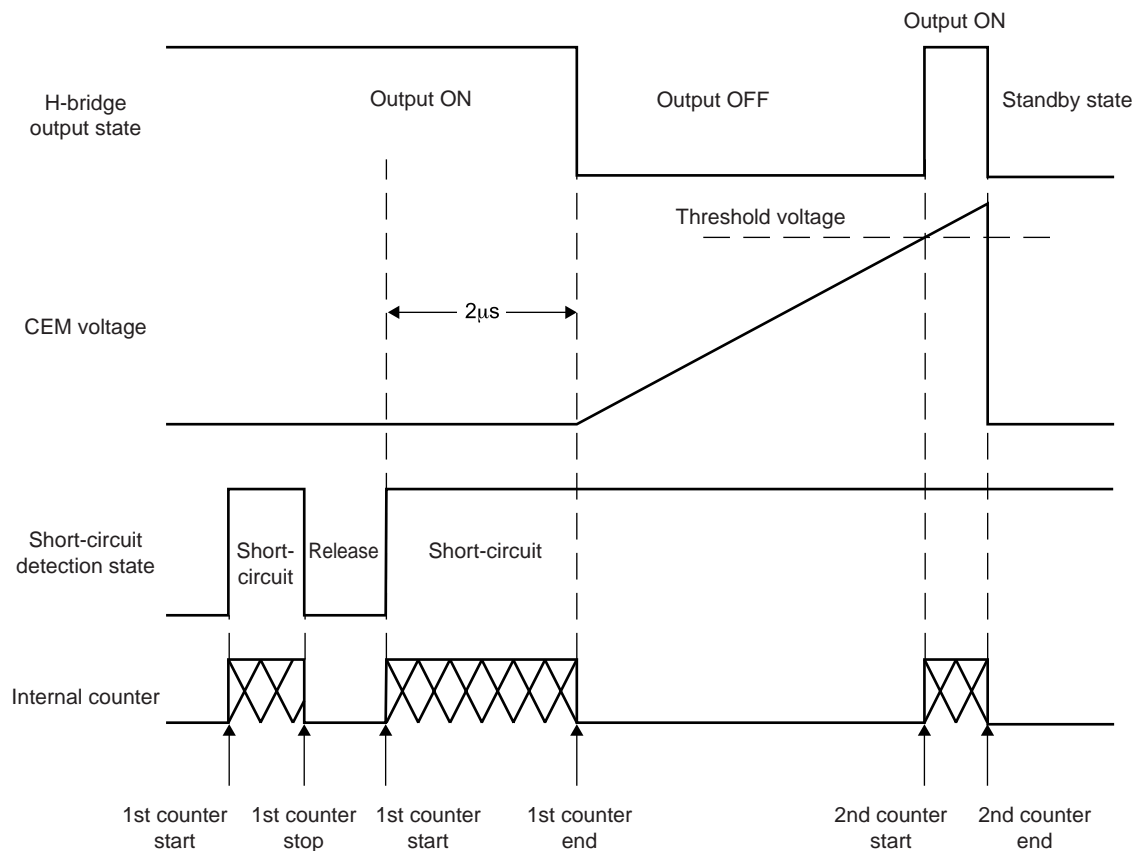 Output ON
H-bridge
output state
Output ON
Output OFF
Standby state
Threshold voltage
CEM voltage
2μs
Short-circuit
detection state
Short-
circuit
Release
Short-circuit
Internal counter
1st counter
start
1st counter
stop
1st counter
start
1st counter
end
2nd counter
start
2nd counter
end